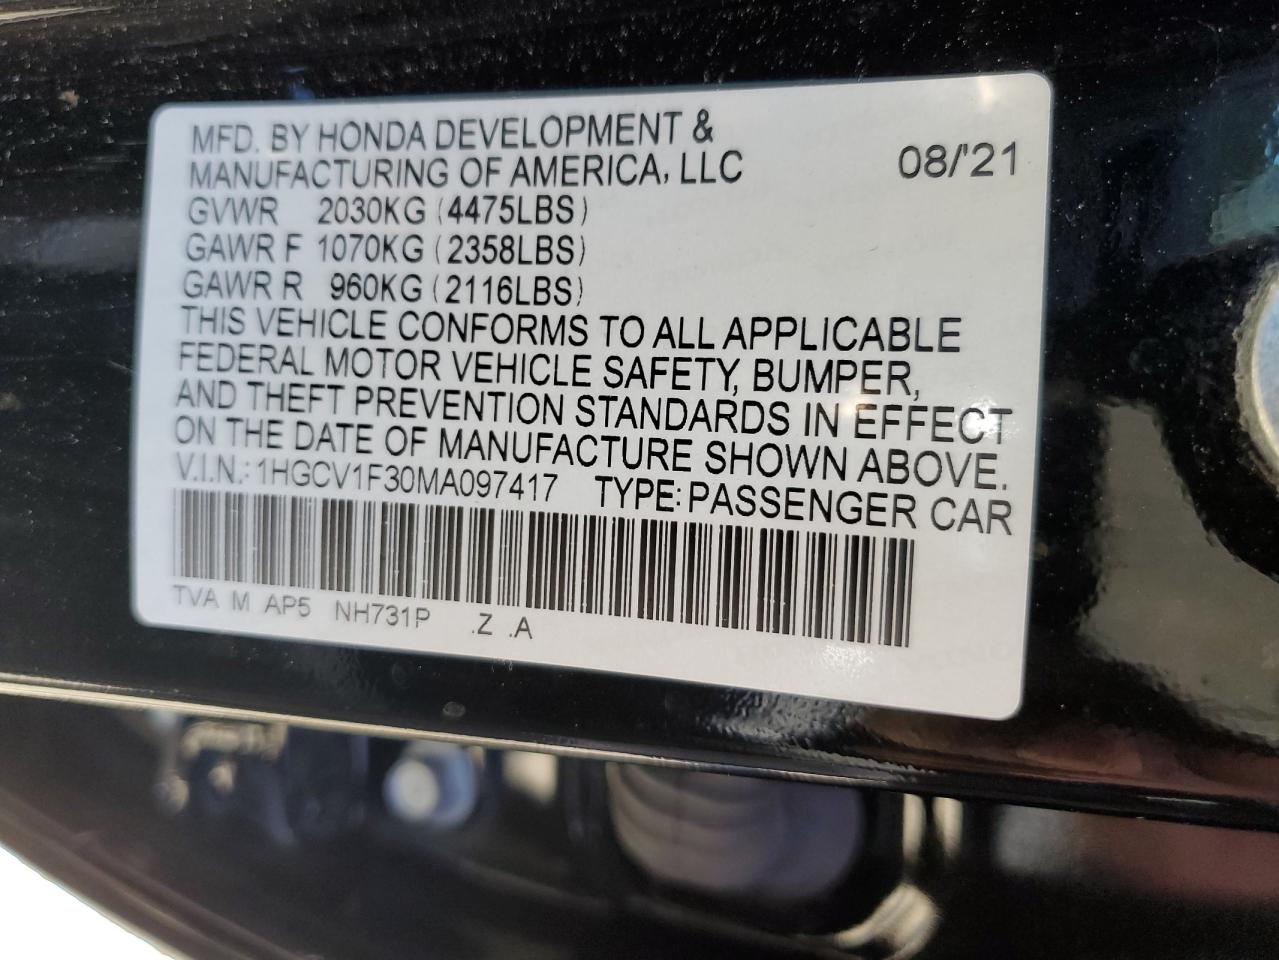 MFD. BY HONDA DEVELOPMENT &
MANUFACTURING OF AMERICA, LLC 08/'21
GVWR 2030KG (4475LBS)
GAWR F 1070KG (2358LBS)
GAWR R 960KG (2116LBS)
THIS VEHICLE CONFORMS TO ALL APPLICABLE
FEDERAL MOTOR VEHICLE SAFETY, BUMPER,
AND THEFT PREVENTION STANDARDS IN EFFECT
ON THE DATE OF MANUFACTURE SHOWN ABOVE.
V.I.N.: 1HGCV1F30MA097417 TYPE: PASSENGER CAR
TVA M AP5 NH731P .Z .A